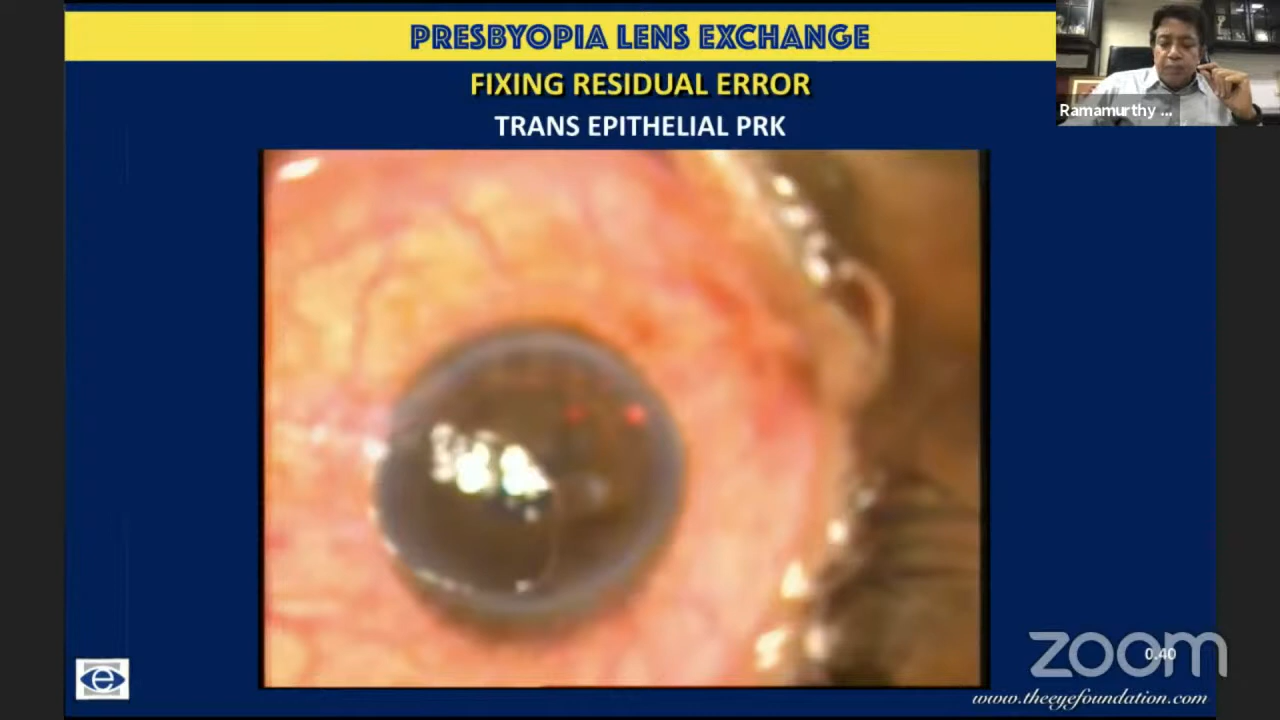 PRESBYOPIA LENS EXCHANGE
FIXING RESIDUAL ERROR
TRANS EPITHELIAL PRK
Ramamurthy ...
zoom
0.40
www.theeyefoundation.com